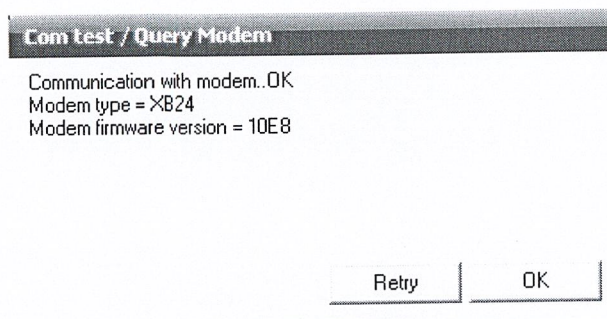 Com test / Query Modem
Communication with modem..OK
Modem type = XB24
Modem firmware version = 10E8
Retry
OK